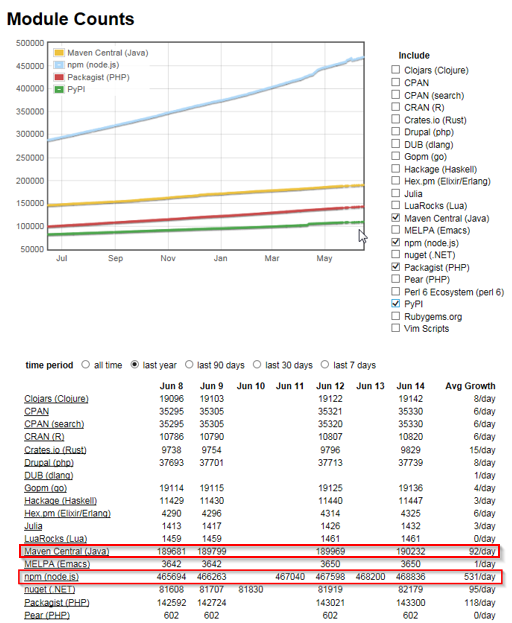 Module Counts
500000
450000
400000
350000
300000
250000
200000
150000
100000
50000
Maven Central (Java)
npm (node.js)
Packagist (PHP)
PyPI
Jul Sep Nov Jan Mar May
Include
Clojars (Clojure)
CPAN
CPAN (search)
CRAN (R)
Crates.io (Rust)
Drupal (php)
DUB (dlang)
Gopm (go)
Hackage (Haskell)
Hex.pm (Elixir/Erlang)
Julia
LuaRocks (Lua)
Maven Central (Java)
MELPA (Emacs)
npm (node.js)
nuget (.NET)
Packagist (PHP)
Pear (PHP)
Perl 6 Ecosystem (perl 6)
PyPI
Rubygems.org
Vim Scripts
time period all time last year last 90 days last 30 days last 7 days
Jun 8 Jun 9 Jun 10 Jun 11 Jun 12 Jun 13 Jun 14 Avg Growth
Clojars (Clojure) 19096 19103 19122 19142 8/day
CPAN 35295 35305 35321 35330 6/day
CPAN (search) 35295 35305 35320 35330 6/day
CRAN (R) 10786 10790 10807 10820 6/day
Crates.io (Rust) 9738 9754 9796 9829 15/day
Drupal (php) 37693 37701 37713 37739 8/day
DUB (dlang) 1/day
Gopm (go) 19114 19115 19125 19136 4/day
Hackage (Haskell) 11429 11430 11440 11447 3/day
Hex.pm (Elixir/Erlang) 4290 4296 4314 4325 6/day
Julia 1413 1417 1426 1432 3/day
LuaRocks (Lua) 1459 1459 1461 1461 0/day
Maven Central (Java) 189681 189799 189969 190232 92/day
MELPA (Emacs) 3642 3642 3650 3650 1/day
npm (node.js) 465694 466263 467040 467598 468200 468836 531/day
nuget (.NET) 81608 81707 81830 81919 82179 95/day
Packagist (PHP) 142592 142724 143021 143300 118/day
Pear (PHP) 602 602 602 602 0/day